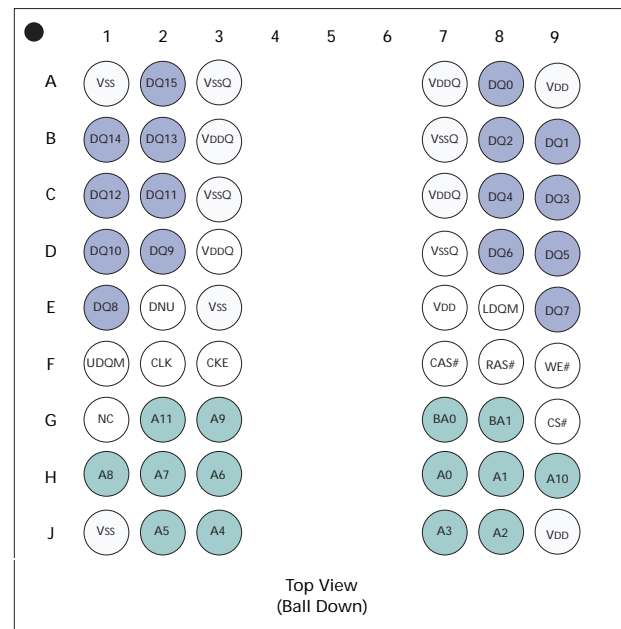 1 2 3 4 5 6 7 8 9
A VSS DQ15 VSSQ VDDQ DQ0 VDD
B DQ14 DQ13 VDDQ VSSQ DQ2 DQ1
C DQ12 DQ11 VSSQ VDDQ DQ4 DQ3
D DQ10 DQ9 VDDQ VSSQ DQ6 DQ5
E DQ8 DNU VSS VDD LDQM DQ7
F UDQM CLK CKE CAS# RAS# WE#
G NC A11 A9 BA0 BA1 CS#
H A8 A7 A6 A0 A1 A10
J VSS A5 A4 A3 A2 VDD
Top View
(Ball Down)